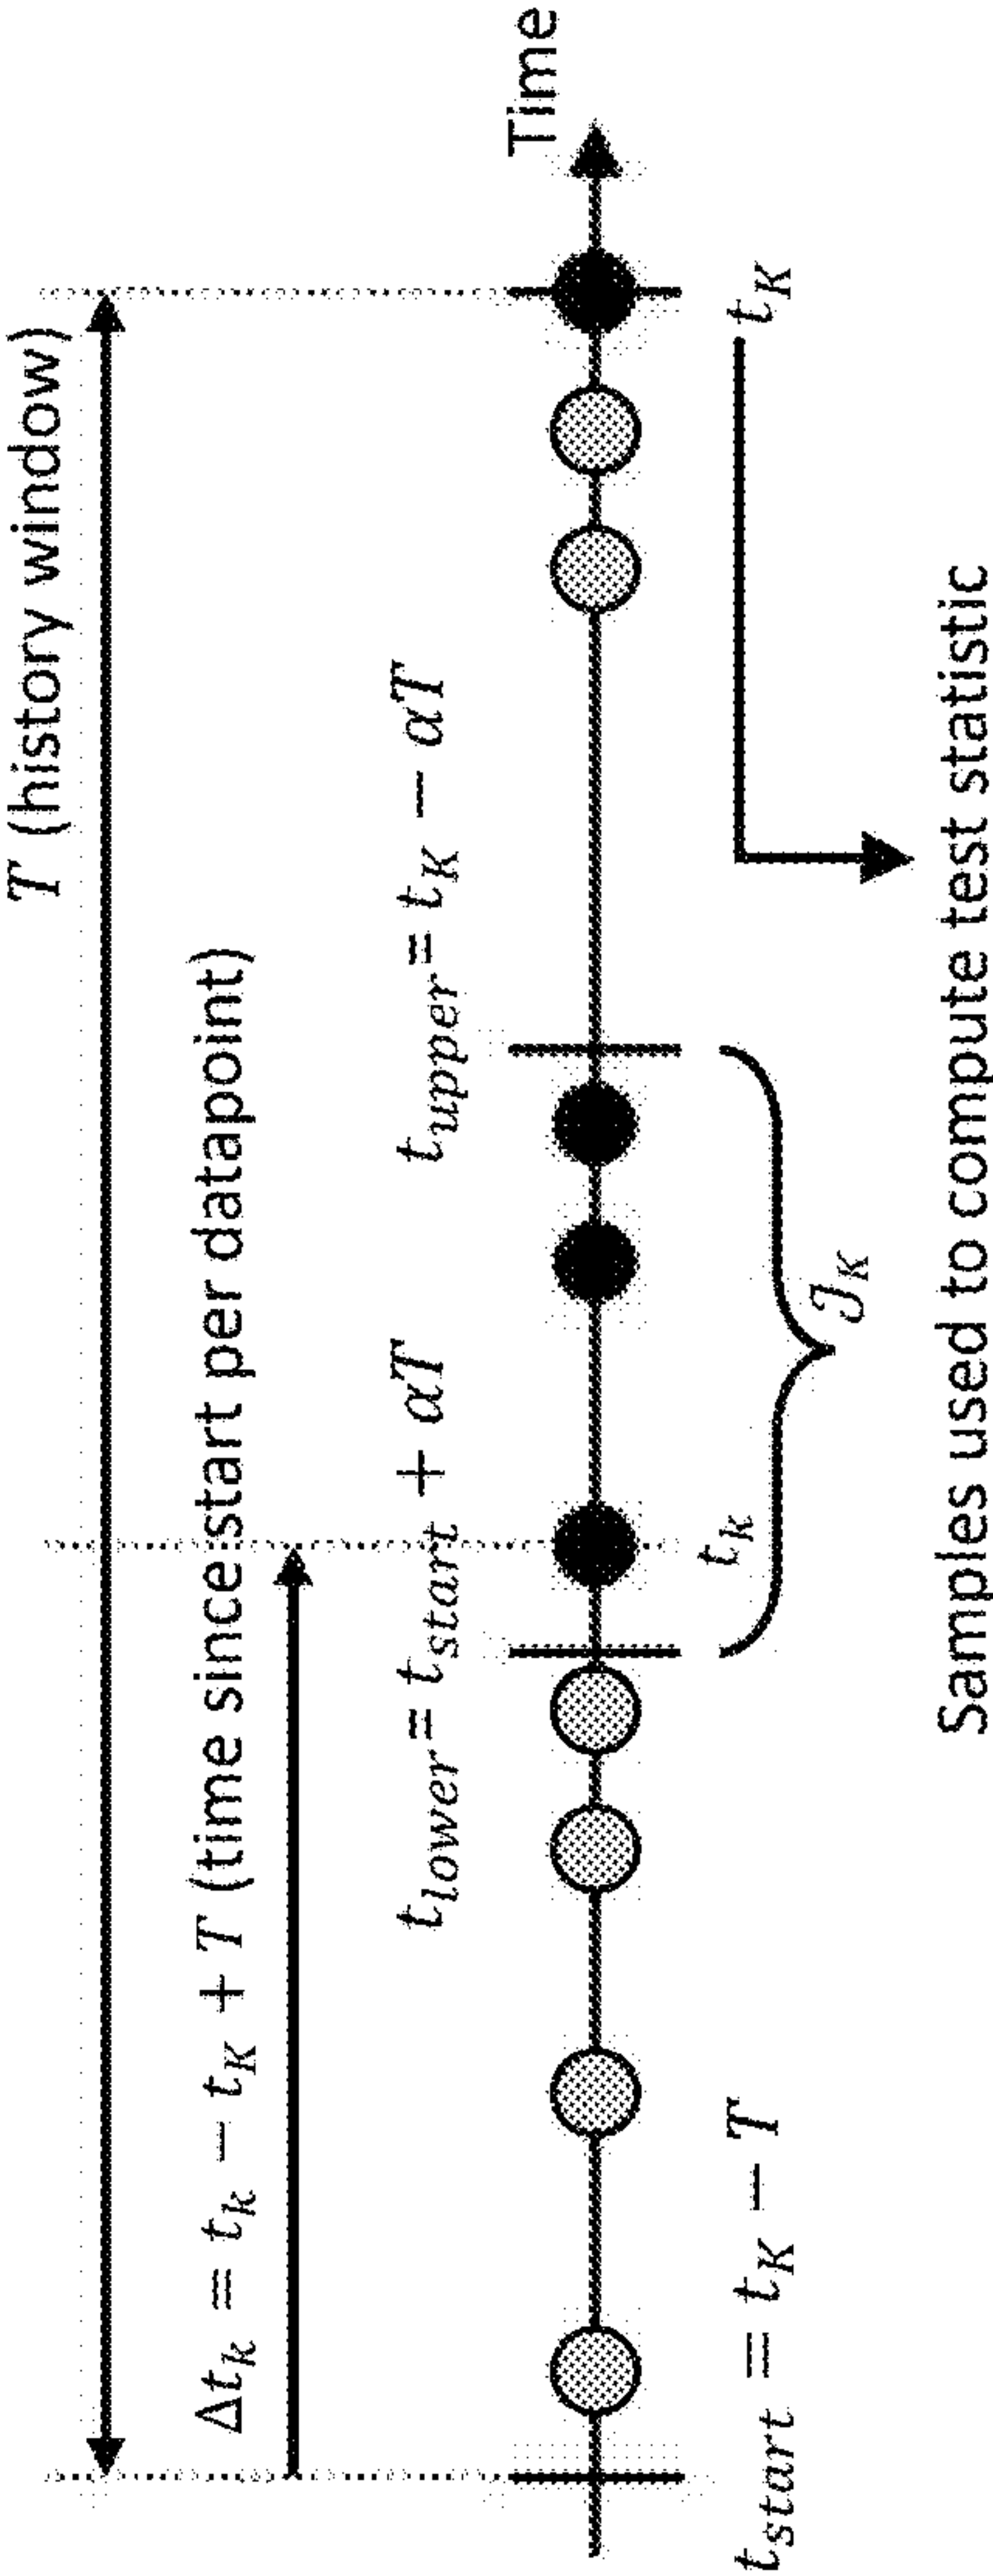 T (history window)
Δt_k = t_k − t_K + T (time since start per datapoint)
t_lower = t_start + αT
t_upper = t_K − αT
Time
t_start = t_K − T
t_k
t_K
𝒥_K
Samples used to compute test statistic